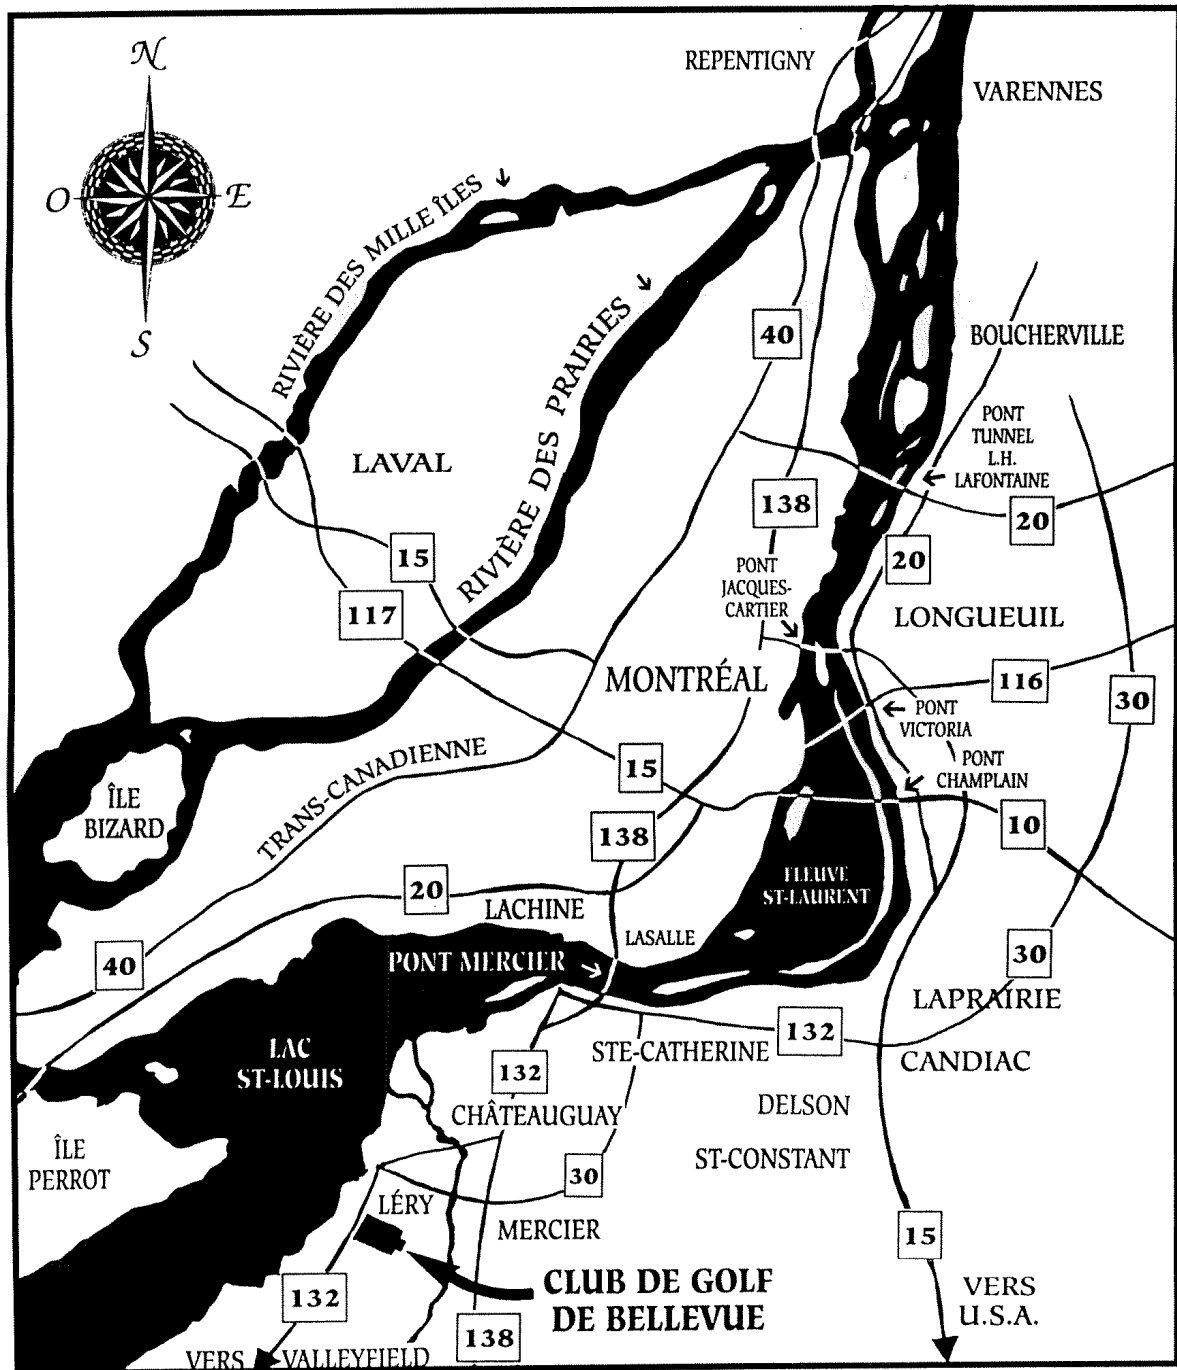 N
REPENTIGNY
VARENNES
O
E
S
RIVIÈRE DES MILLE ÎLES
RIVIÈRE DES PRAIRIES
40
BOUCHERVILLE
PONT
TUNNEL
L.H.
LAFONTAINE
LAVAL
138
20
15
20
PONT
JACQUES-
CARTIER
117
LONGUEUIL
MONTRÉAL
116
30
PONT
VICTORIA
TRANS-CANADIENNE
15
PONT
CHAMPLAIN
ÎLE
BIZARD
138
10
20
FLEUVE
ST-LAURENT
LACHINE
LASALLE
40
PONT MERCIER
30
LAPRAIRIE
132
LAC
ST-LOUIS
STE-CATHERINE
CANDIAC
132
CHÂTEAUGUAY
DELSON
ÎLE
PERROT
ST-CONSTANT
30
LÉRY
MERCIER
15
CLUB DE GOLF
DE BELLEVUE
132
VERS
U.S.A.
138
VERS VALLEYFIELD